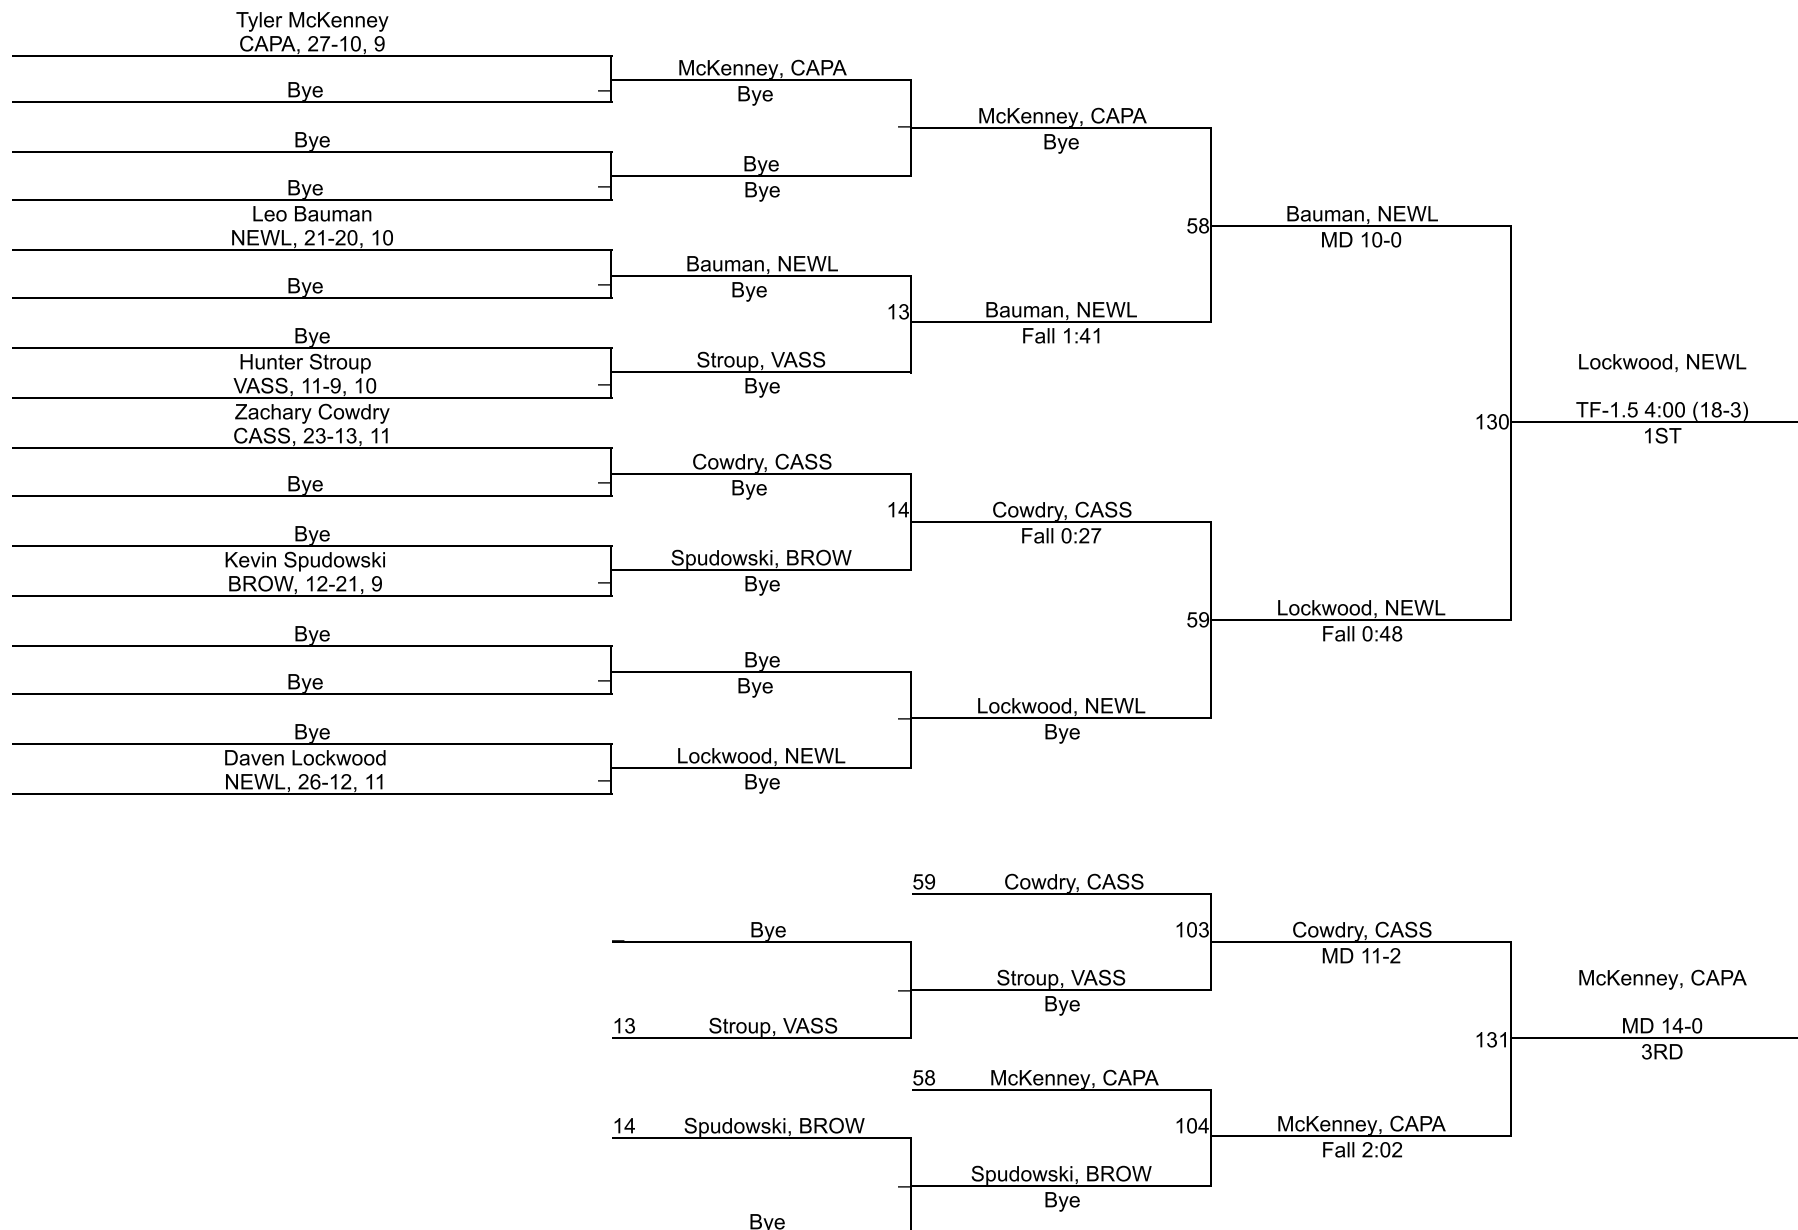 Tyler McKenney
CAPA, 27-10, 9
Bye
Bye
Bye
Leo Bauman
NEWL, 21-20, 10
Bye
Bye
Hunter Stroup
VASS, 11-9, 10
Zachary Cowdry
CASS, 23-13, 11
Bye
Bye
Kevin Spudowski
BROW, 12-21, 9
Bye
Bye
Bye
Daven Lockwood
NEWL, 26-12, 11
McKenney, CAPA
Bye
Bye
Bye
Bauman, NEWL
Bye
13
Stroup, VASS
Bye
Cowdry, CASS
Bye
14
Spudowski, BROW
Bye
Bye
Bye
Lockwood, NEWL
Bye
McKenney, CAPA
Bye
58
Bauman, NEWL
Fall 1:41
Cowdry, CASS
Fall 0:27
59
Lockwood, NEWL
Bye
Bauman, NEWL
MD 10-0
130
Lockwood, NEWL
Fall 0:48
Lockwood, NEWL
TF-1.5 4:00 (18-3)
1ST
59 Cowdry, CASS
Bye
103
Stroup, VASS
Bye
13 Stroup, VASS
58 McKenney, CAPA
14 Spudowski, BROW
104
Spudowski, BROW
Bye
Bye
Cowdry, CASS
MD 11-2
131
McKenney, CAPA
Fall 2:02
McKenney, CAPA
MD 14-0
3RD